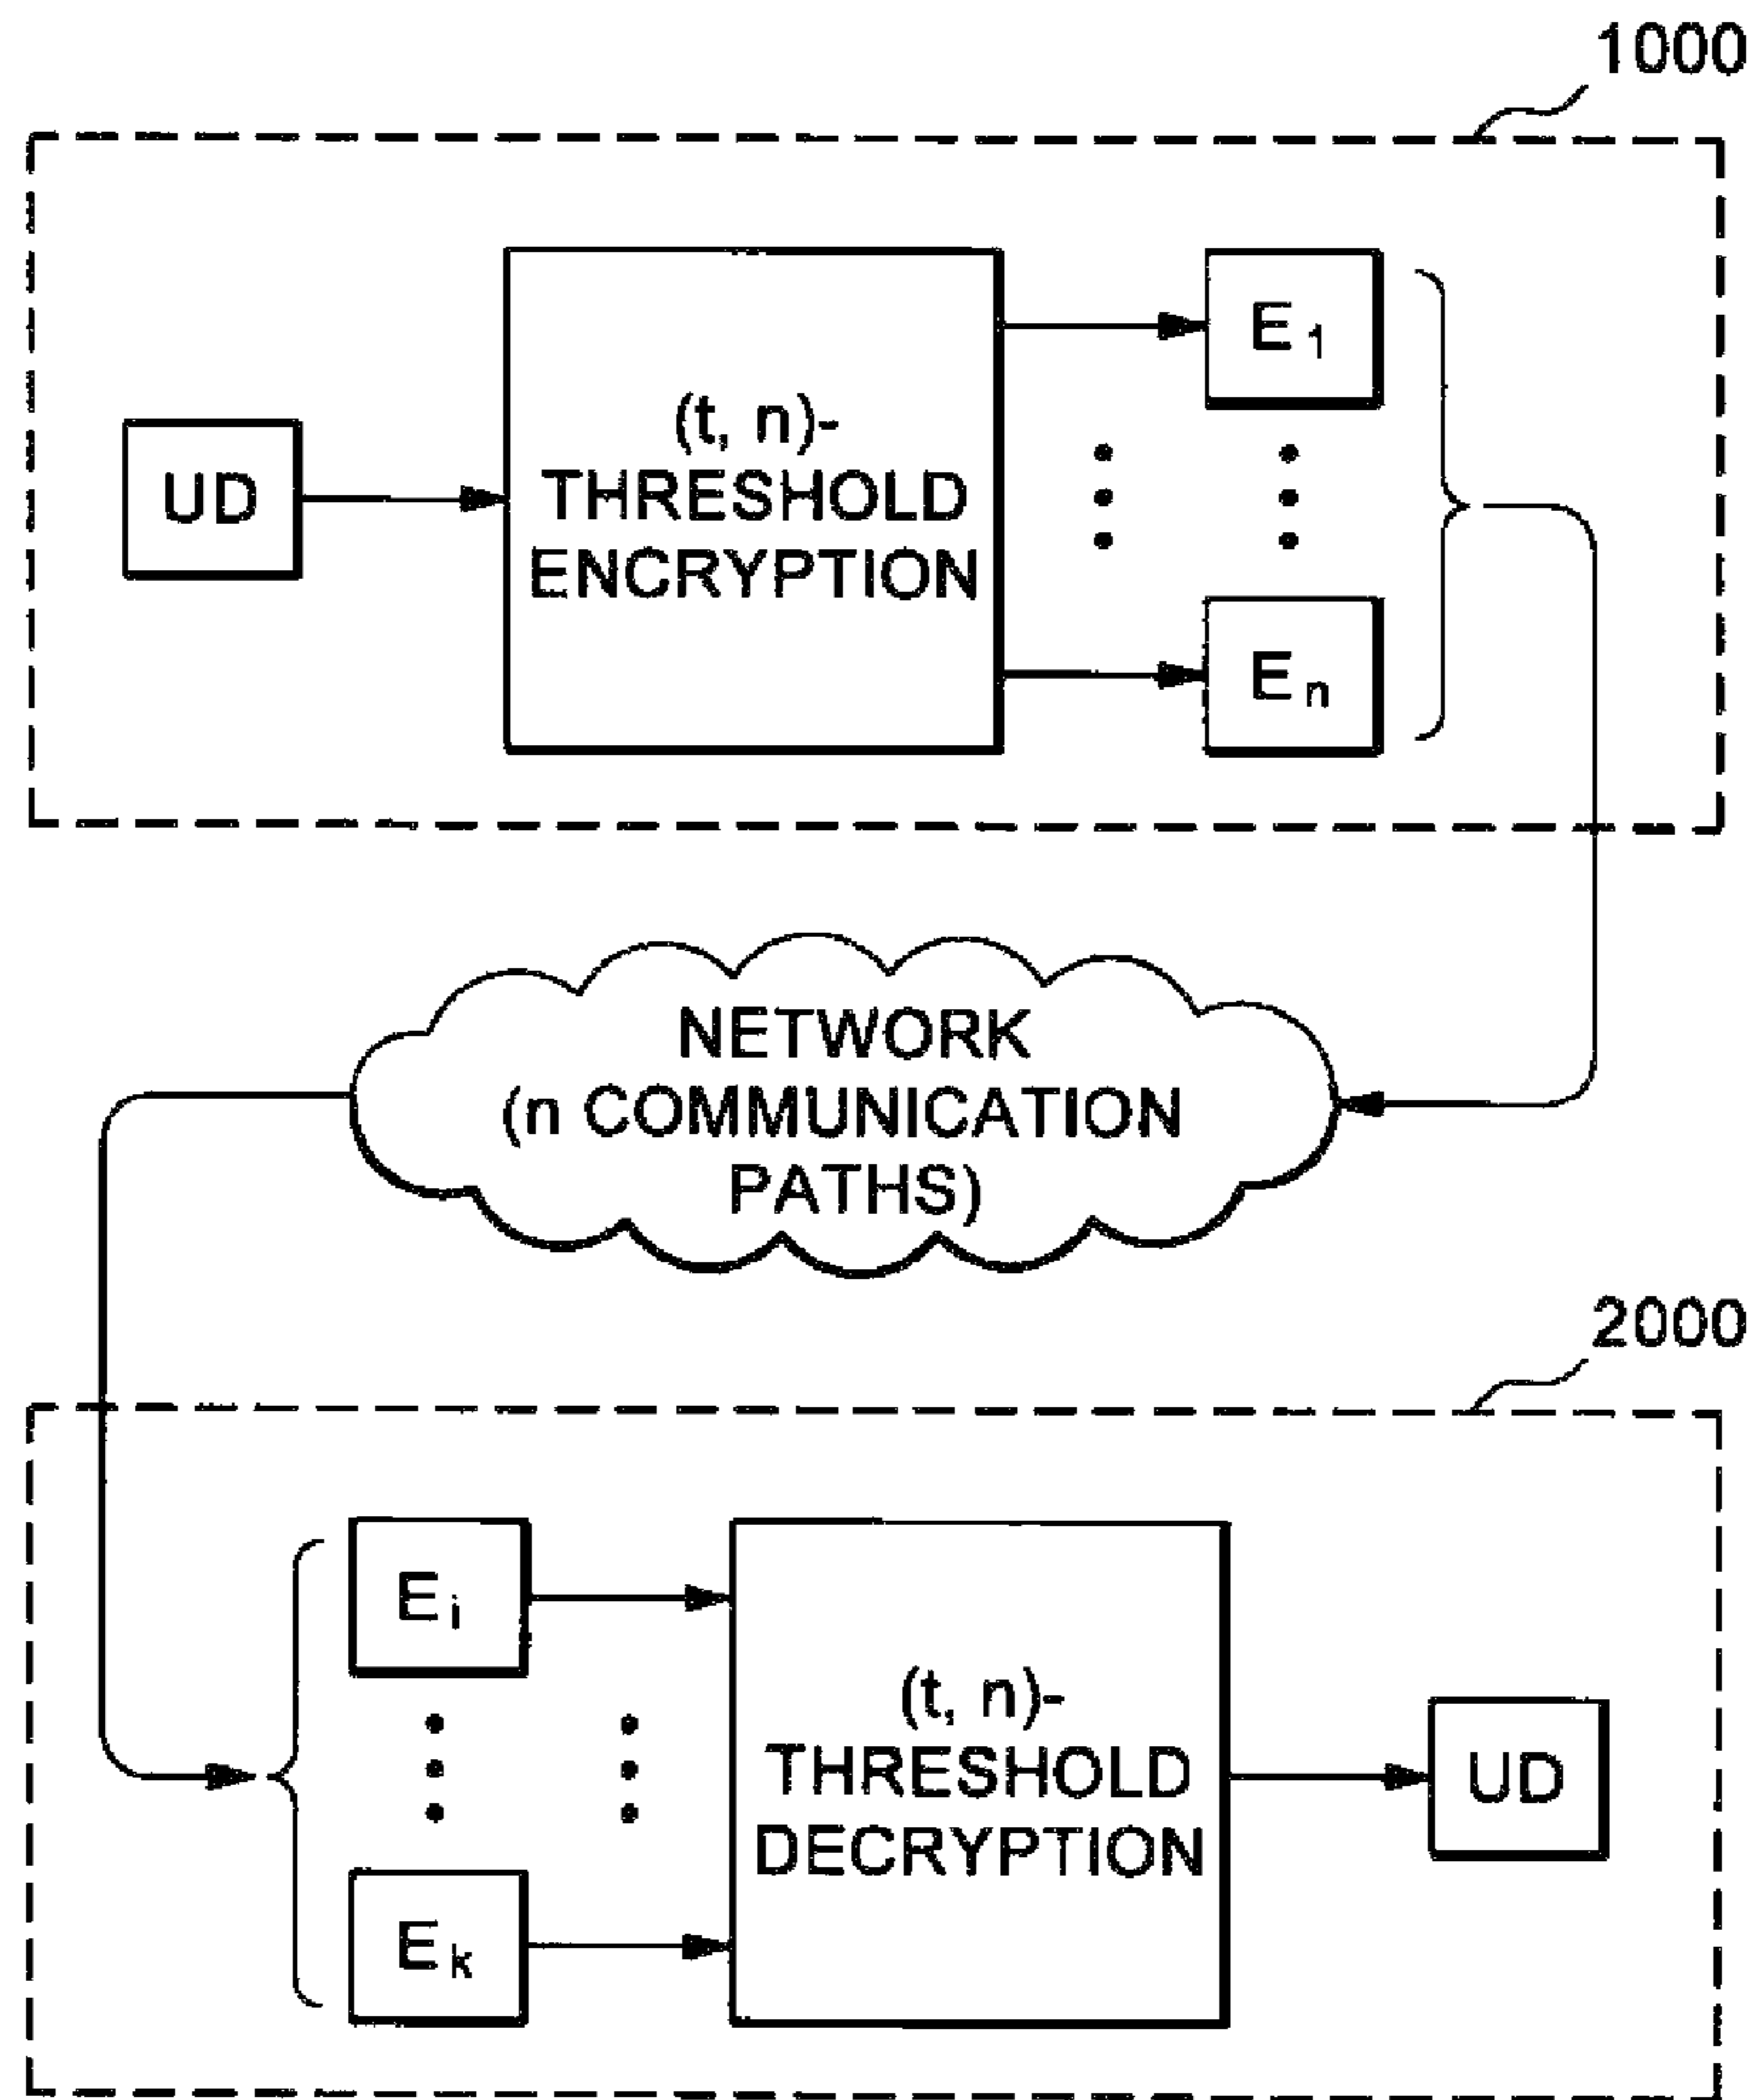 1000
UD
(t, n)-
THRESHOLD
ENCRYPTION
E1
En
NETWORK
(n COMMUNICATION
PATHS)
2000
Ei
Ek
(t, n)-
THRESHOLD
DECRYPTION
UD